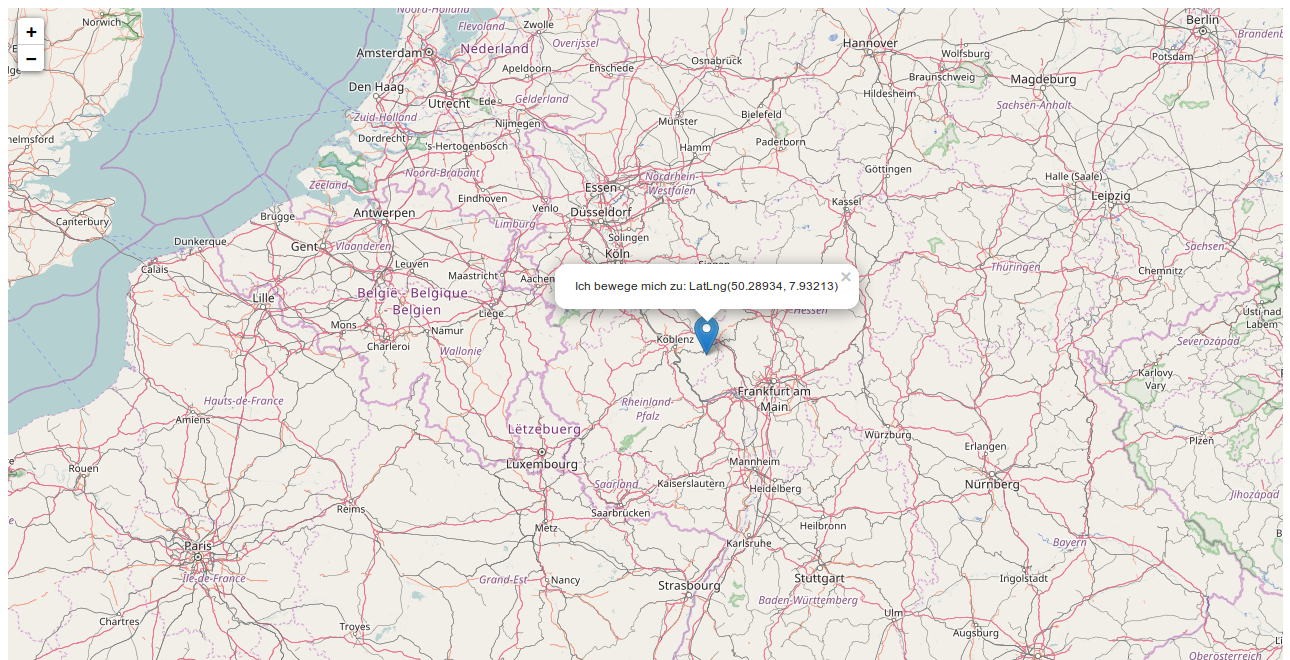 Noord-Holland
Norwich
+
−
Flevoland
Zwolle
Berlin
Amsterdam
Nederland
Overijssel
Hannover
Wolfsburg
Brandenb
Apeldoorn
Enschede
Osnabrück
Braunschweig
Magdeburg
Potsdam
Den Haag
Utrecht
Ede
Gelderland
Hildesheim
Sachsen-Anhalt
Zuid-Holland
Nijmegen
Münster
Bielefeld
helmsford
Dordrecht
's-Hertogenbosch
Hamm
Paderborn
Noord-Brabant
Göttingen
Halle (Saale)
Zeeland
Essen
Nordrhein-
Westfalen
Leipzig
Eindhoven
Venlo
Kassel
Canterbury
Brugge
Antwerpen
Düsseldorf
Limburg
Dunkerque
Gent
Vlaanderen
Solingen
Sachsen
Köln
Calais
Leuven
Maastricht
Aachen
Siegen
Thüringen
Chemnitz
×
Ich bewege mich zu: LatLng(50.28934, 7.93213)
Lille
België - Belgique
- Belgien
Liège
Hessen
Ústí nad
Labem
Mons
Namur
Charleroi
Wallonie
Koblenz
Severozápad
Karlovy
Vary
Frankfurt am
Main
Hauts-de-France
Amiens
Rheinland-
Pfalz
Lëtzebuerg
Luxembourg
Würzburg
Erlangen
Plzeň
Rouen
Mannheim
Saarland
Kaiserslautern
Heidelberg
Nürnberg
Jihozápad
Reims
Saarbrücken
Heilbronn
Metz
Karlsruhe
Paris
Bayern
Île-de-France
Grand-Est
Nancy
Strasbourg
Stuttgart
Ingolstadt
Baden-Württemberg
Chartres
Troyes
Ulm
Augsburg
Oberösterreich